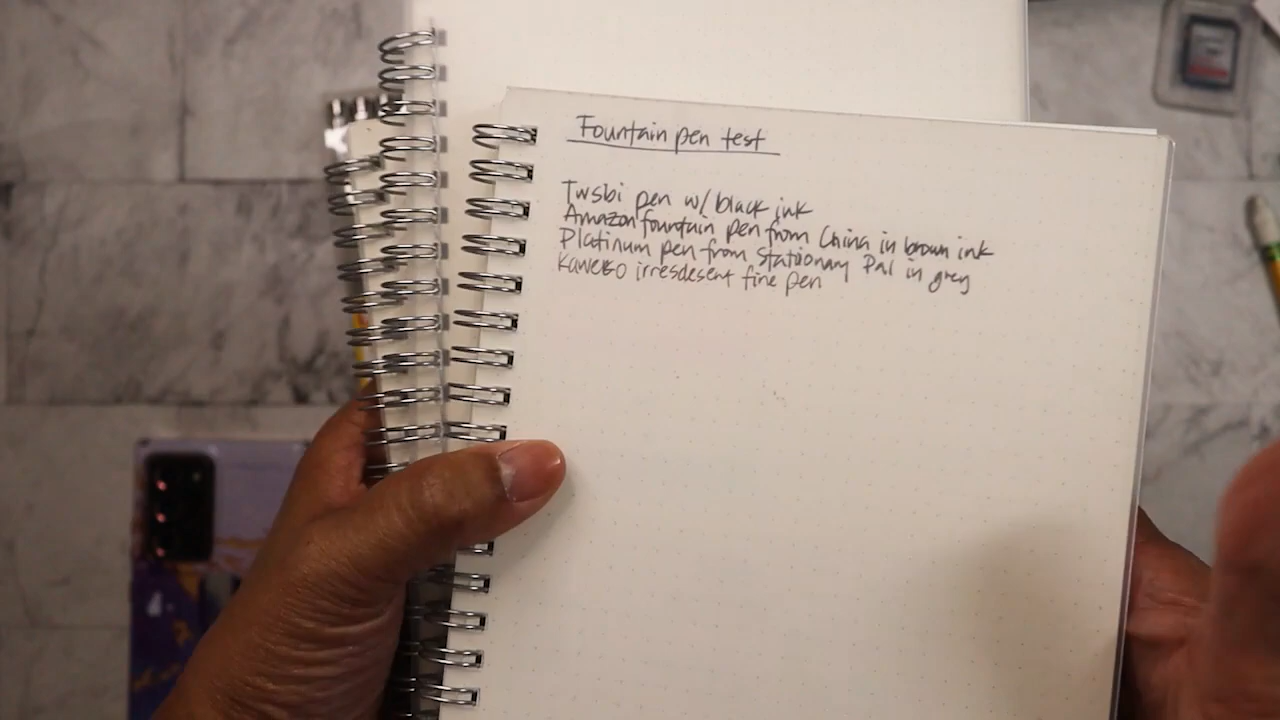 Fountain pen test
Twsbi pen w/ black ink
Amazon fountain pen from China in brown ink
Platinum pen from Stationary Pal in grey
Kaweco irresdesent fine pen